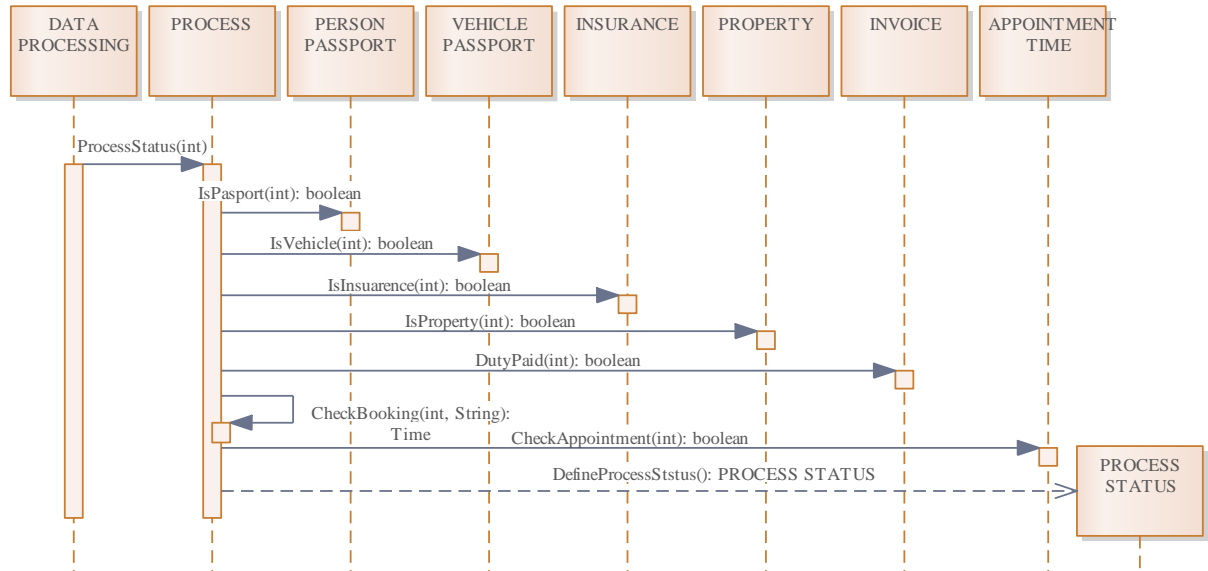 DATA
PROCESSING
PROCESS
PERSON
PASSPORT
VEHICLE
PASSPORT
INSURANCE
PROPERTY
INVOICE
APPOINTMENT
TIME
ProcessStatus(int)
IsPasport(int): boolean
IsVehicle(int): boolean
IsInsuarence(int): boolean
IsProperty(int): boolean
DutyPaid(int): boolean
CheckBooking(int, String):
Time
CheckAppointment(int): boolean
DefineProcessStstus(): PROCESS STATUS
PROCESS
STATUS